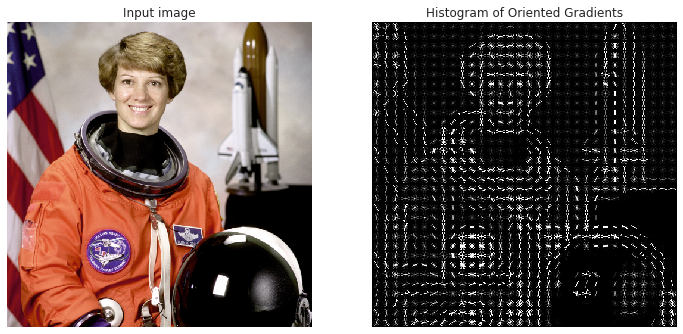 Input image
Histogram of Oriented Gradients